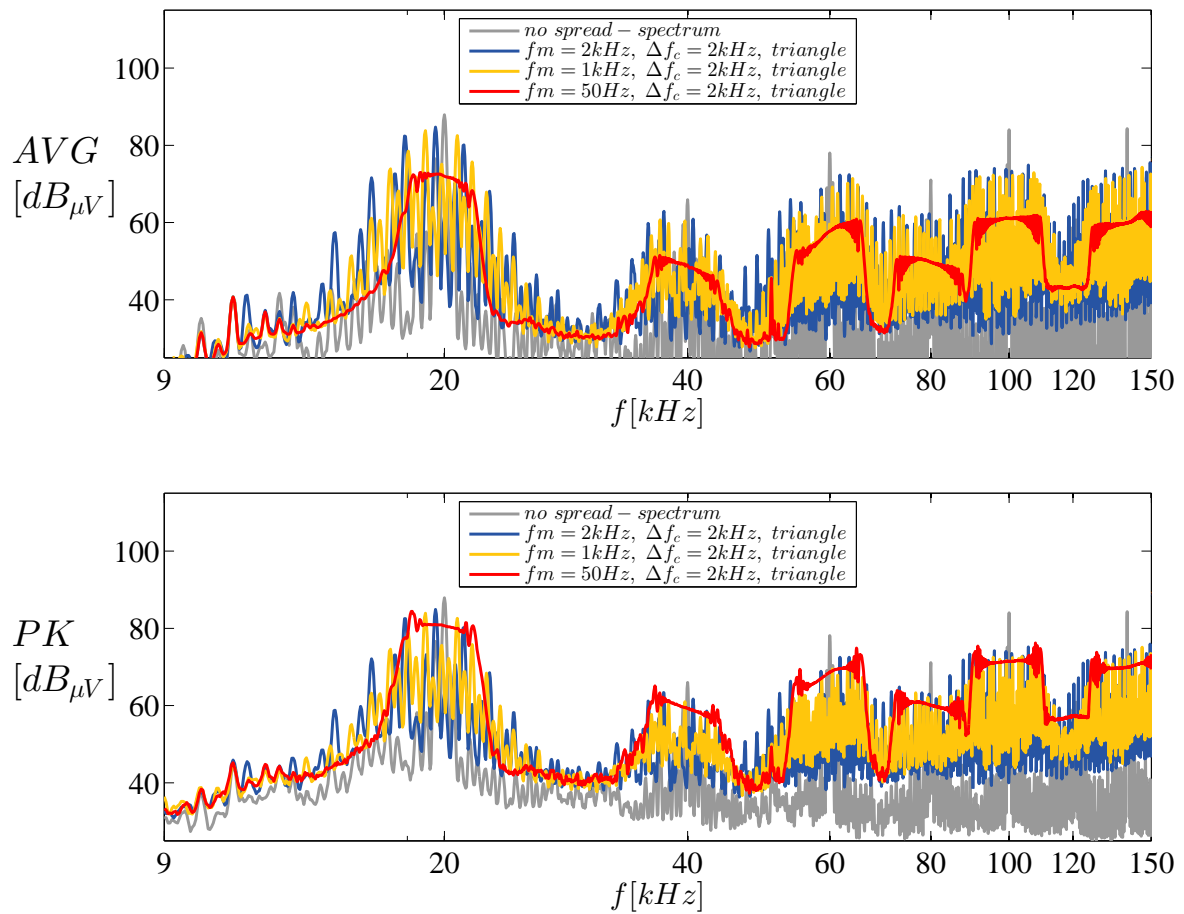 no spread − spectrum
fm = 2kHz, Δf_c = 2kHz, triangle
fm = 1kHz, Δf_c = 2kHz, triangle
fm = 50Hz, Δf_c = 2kHz, triangle
100
80
60
40
AVG
[dB_μV]
9 20 40 60 80 100 120 150
f[kHz]
no spread − spectrum
fm = 2kHz, Δf_c = 2kHz, triangle
fm = 1kHz, Δf_c = 2kHz, triangle
fm = 50Hz, Δf_c = 2kHz, triangle
100
80
60
40
PK
[dB_μV]
9 20 40 60 80 100 120 150
f[kHz]